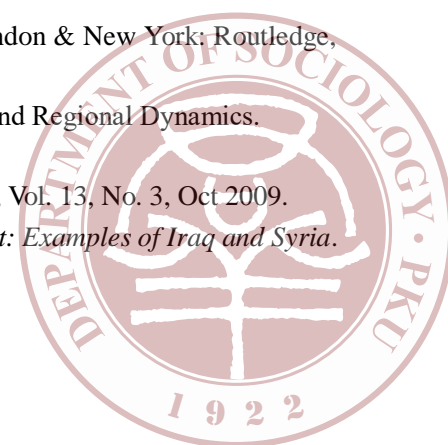 ndon & New York: Routledge,
nd Regional Dynamics.
, Vol. 13, No. 3, Oct 2009.
t: Examples of Iraq and Syria.
DEPARTMENT OF SOCIOLOGY · PKU
1922